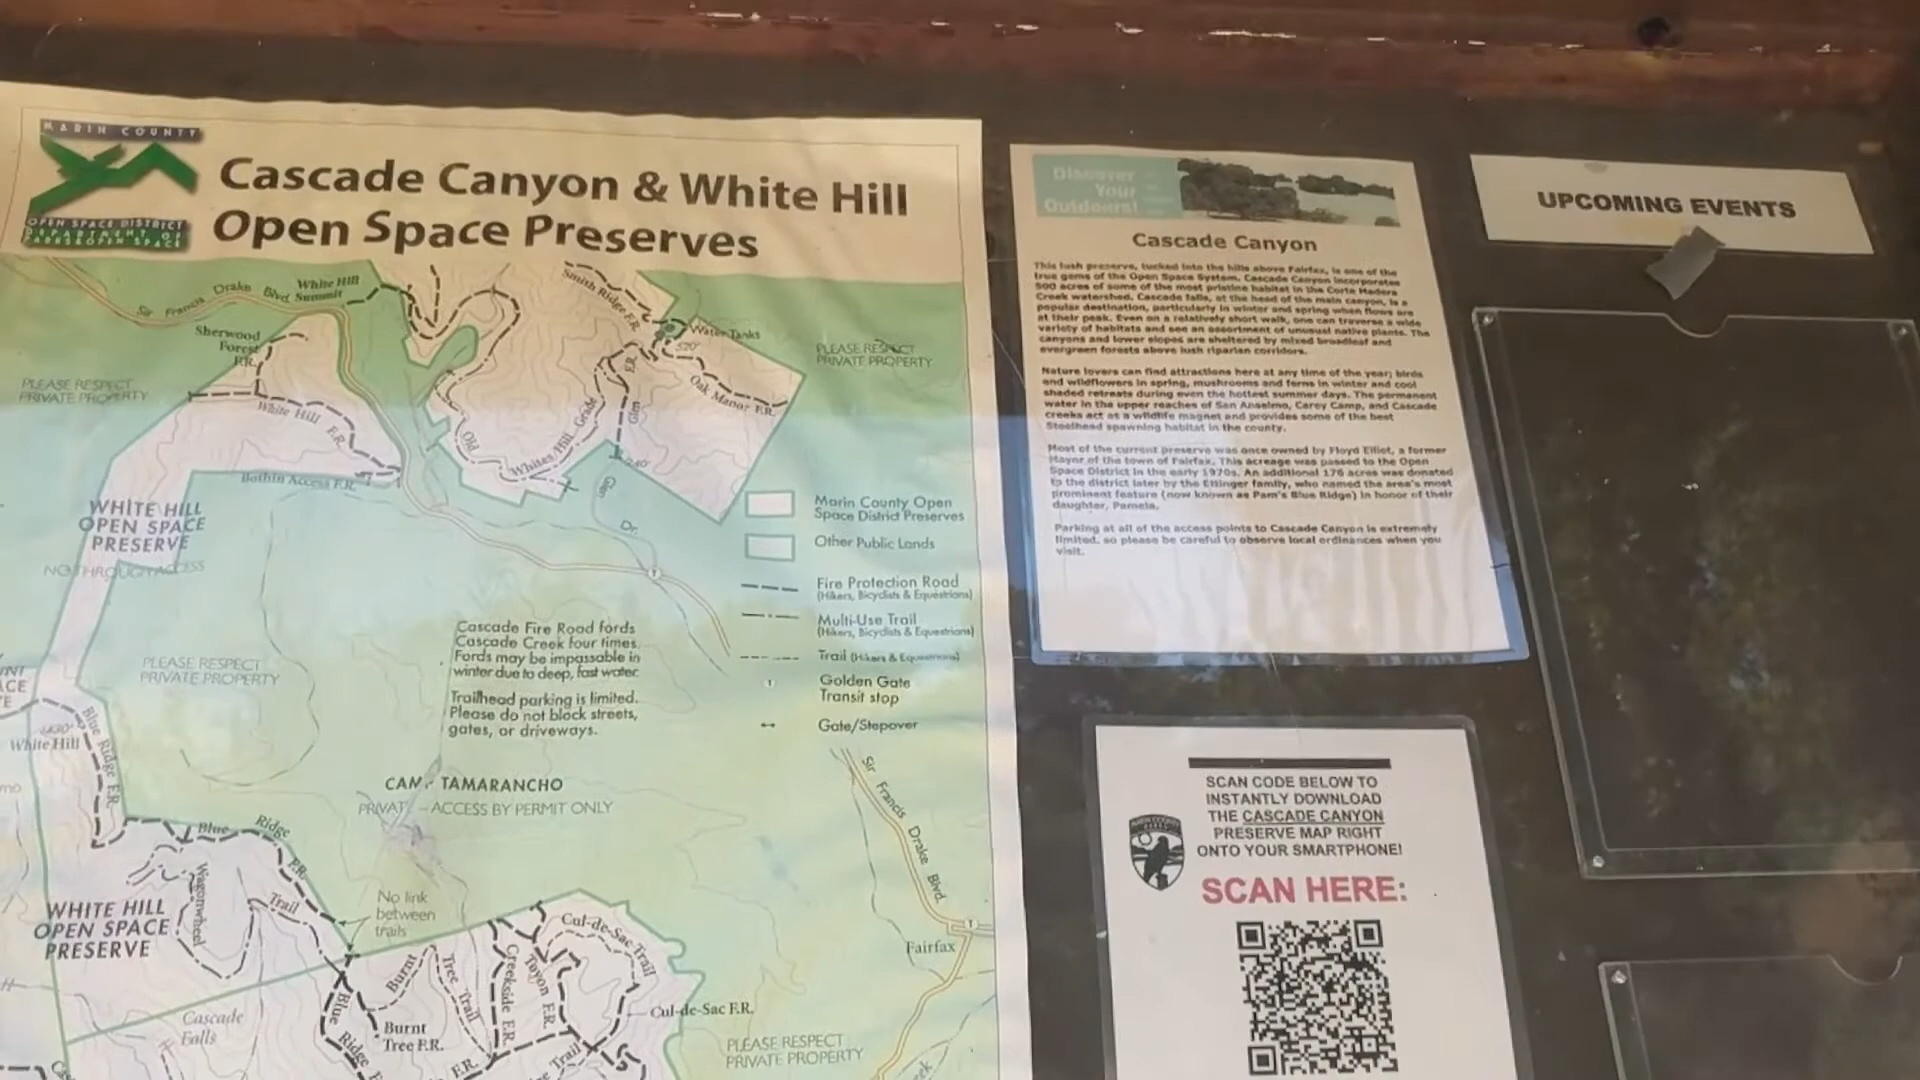 MARIN COUNTY
OPEN SPACE DISTRICT
DEPARTMENT OF
PARKS & OPEN SPACE
Cascade Canyon & White Hill
Open Space Preserves
Sir Francis Drake Blvd
White Hill
Summit
Smith Ridge F.R.
Water Tanks
520'
Sherwood
Forest
F.R.
PLEASE RESPECT
PRIVATE PROPERTY
PLEASE RESPECT
PRIVATE PROPERTY
White Hill F.R.
Oak Manor F.R.
Glen F.R.
Old Whites Hill Grade
240'
Bothin Access F.R.
Glen Dr.
WHITE HILL
OPEN SPACE
PRESERVE
NO THROUGH ACCESS
Marin County Open
Space District Preserves
Other Public Lands
Fire Protection Road
(Hikers, Bicyclists & Equestrians)
Multi-Use Trail
(Hikers, Bicyclists & Equestrians)
Trail (Hikers & Equestrians)
Golden Gate
Transit stop
Gate/Stepover
Cascade Fire Road fords
Cascade Creek four times.
Fords may be impassable in
winter due to deep, fast water.
Trailhead parking is limited.
Please do not block streets,
gates, or driveways.
PLEASE RESPECT
PRIVATE PROPERTY
1430'
White Hill
Blue Ridge F.R.
CAMP TAMARANCHO
PRIVATE – ACCESS BY PERMIT ONLY
Sir Francis Drake Blvd
Blue Ridge F.R.
Wagonwheel Trail
No link
between
trails
WHITE HILL
OPEN SPACE
PRESERVE
Cul-de-Sac Trail
Fairfax
Burnt Tree Trail
Creekside F.R.
Toyon F.R.
Cul-de-Sac F.R.
Cascade
Falls
Blue Ridge
Burnt
Tree F.R.
F.R.
Trail
PLEASE RESPECT
PRIVATE PROPERTY
Discover
Your
Outdoors!
Cascade Canyon
This lush preserve, tucked into the hills above Fairfax, is one of the
true gems of the Open Space System. Cascade Canyon incorporates
500 acres of some of the most pristine habitat in the Corte Madera
Creek watershed. Cascade falls, at the head of the main canyon, is a
popular destination, particularly in winter and spring when flows are
at their peak. Even on a relatively short walk, one can traverse a wide
variety of habitats and see an assortment of unusual native plants. The
canyons and lower slopes are sheltered by mixed broadleaf and
evergreen forests above lush riparian corridors.
Nature lovers can find attractions here at any time of the year; birds
and wildflowers in spring, mushrooms and ferns in winter and cool
shaded retreats during even the hottest summer days. The permanent
water in the upper reaches of San Anselmo, Carey Camp, and Cascade
creeks act as a wildlife magnet and provides some of the best
Steelhead spawning habitat in the county.
Most of the current preserve was once owned by Floyd Elliot, a former
Mayor of the town of Fairfax. This acreage was passed to the Open
Space District in the early 1970s. An additional 176 acres was donated
to the district later by the Ettinger family, who named the area's most
prominent feature (now known as Pam's Blue Ridge) in honor of their
daughter, Pamela.
Parking at all of the access points to Cascade Canyon is extremely
limited, so please be careful to observe local ordinances when you
visit.
UPCOMING EVENTS
SCAN CODE BELOW TO
INSTANTLY DOWNLOAD
THE CASCADE CANYON
PRESERVE MAP RIGHT
ONTO YOUR SMARTPHONE!
SCAN HERE: